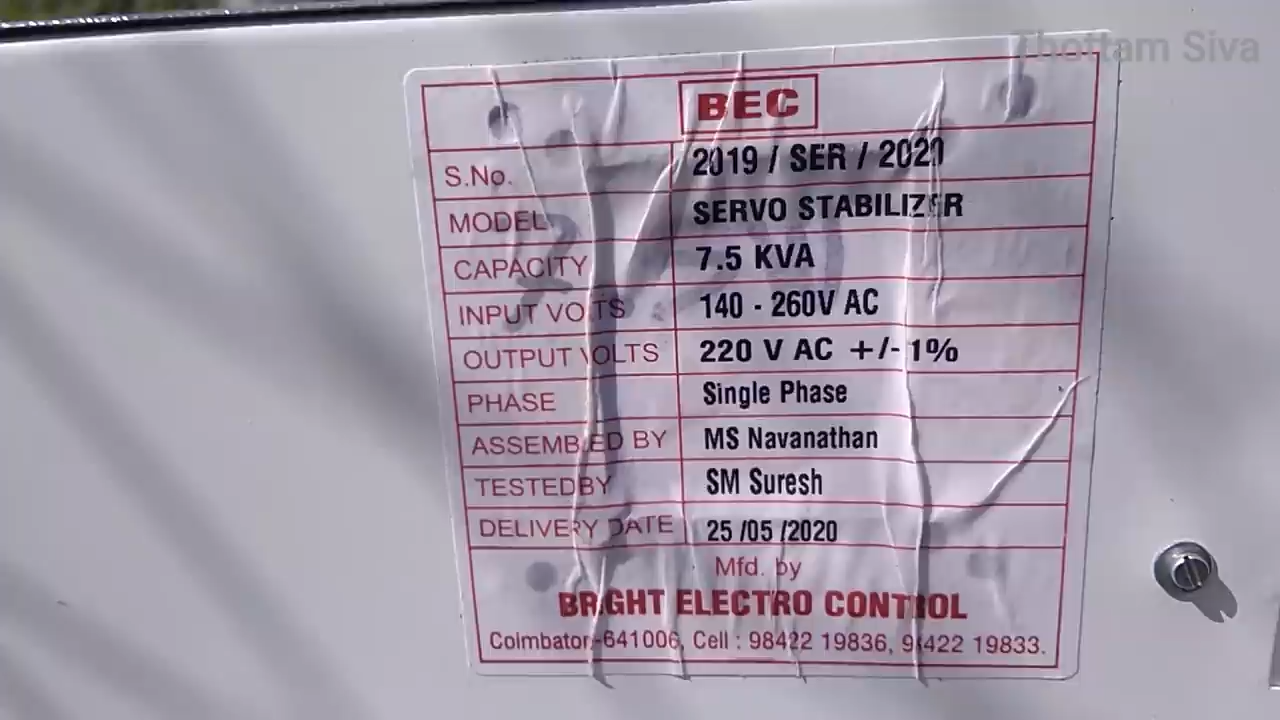 Thottam Siva
BEC
S.No. 2019 / SER / 2020
MODEL SERVO STABILIZER
CAPACITY 7.5 KVA
INPUT VOLTS 140 - 260V AC
OUTPUT VOLTS 220 V AC +/- 1%
PHASE Single Phase
ASSEMBLED BY MS Navanathan
TESTEDBY SM Suresh
DELIVERY DATE 25 /05 /2020
Mfd. by
BRIGHT ELECTRO CONTROL
Coimbator-641006, Cell : 98422 19836, 98422 19833.